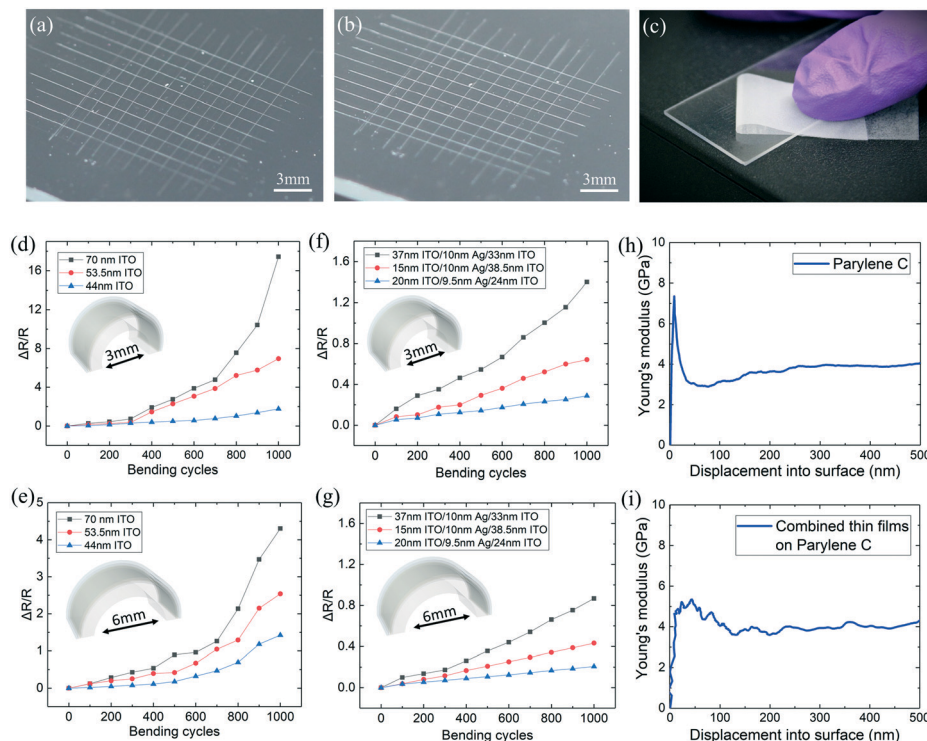 (a)
3mm
(b)
3mm
(c)
(d)
70 nm ITO
53.5nm ITO
44nm ITO
3mm
16
12
8
4
0
ΔR/R
0 200 400 600 800 1000
Bending cycles
(f)
37nm ITO/10nm Ag/33nm ITO
15nm ITO/10nm Ag/38.5nm ITO
20nm ITO/9.5nm Ag/24nm ITO
3mm
1.6
1.2
0.8
0.4
0.0
ΔR/R
0 200 400 600 800 1000
Bending cycles
(h)
Parylene C
10
8
6
4
2
0
Young's modulus (GPa)
0 100 200 300 400 500
Displacement into surface (nm)
(e)
70 nm ITO
53.5nm ITO
44nm ITO
6mm
5
4
3
2
1
0
ΔR/R
0 200 400 600 800 1000
Bending cycles
(g)
37nm ITO/10nm Ag/33nm ITO
15nm ITO/10nm Ag/38.5nm ITO
20nm ITO/9.5nm Ag/24nm ITO
6mm
1.6
1.2
0.8
0.4
0.0
ΔR/R
0 200 400 600 800 1000
Bending cycles
(i)
Combined thin films
on Parylene C
10
8
6
4
2
0
Young's modulus (GPa)
0 100 200 300 400 500
Displacement into surface (nm)